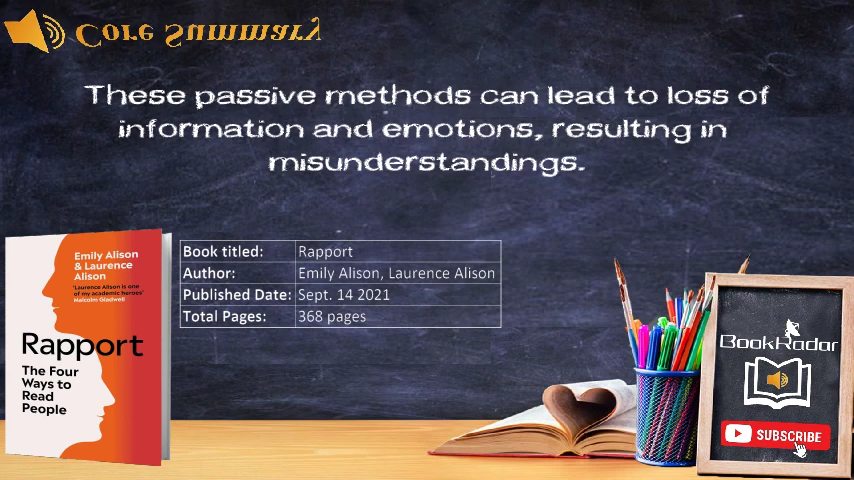 Core Summary
These passive methods can lead to loss of
information and emotions, resulting in
misunderstandings.
Emily Alison
& Laurence
Alison
'Laurence Alison is one
of my academic heroes'
Malcolm Gladwell
Rapport
The Four
Ways to
Read
People
Book titled: Rapport
Author: Emily Alison, Laurence Alison
Published Date: Sept. 14 2021
Total Pages: 368 pages
BookRadar
SUBSCRIBE